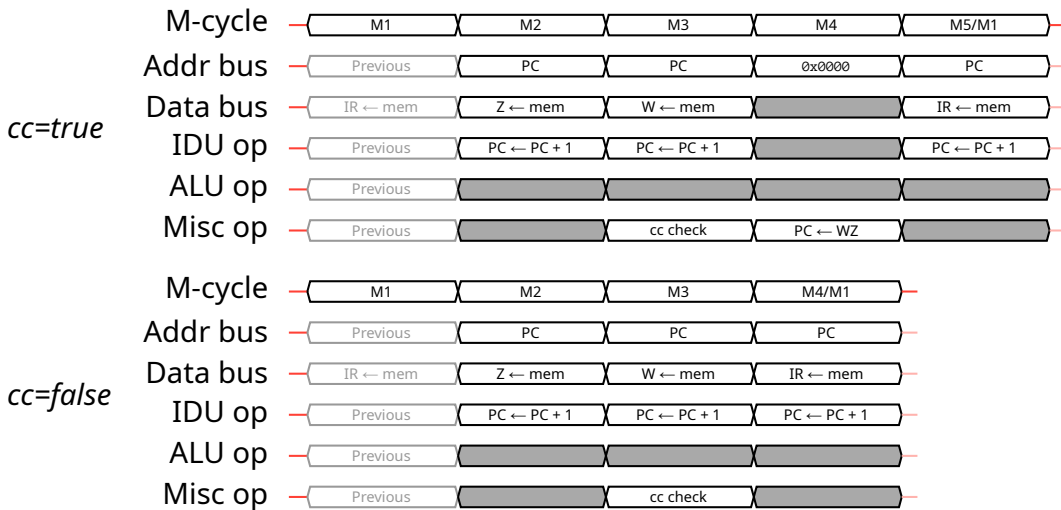 M-cycle M1 M2 M3 M4 M5/M1
Addr bus Previous PC PC 0x0000 PC
Data bus IR ← mem Z ← mem W ← mem IR ← mem
cc=true
IDU op Previous PC ← PC + 1 PC ← PC + 1 PC ← PC + 1
ALU op Previous
Misc op Previous cc check PC ← WZ
M-cycle M1 M2 M3 M4/M1
Addr bus Previous PC PC PC
Data bus IR ← mem Z ← mem W ← mem IR ← mem
cc=false
IDU op Previous PC ← PC + 1 PC ← PC + 1 PC ← PC + 1
ALU op Previous
Misc op Previous cc check